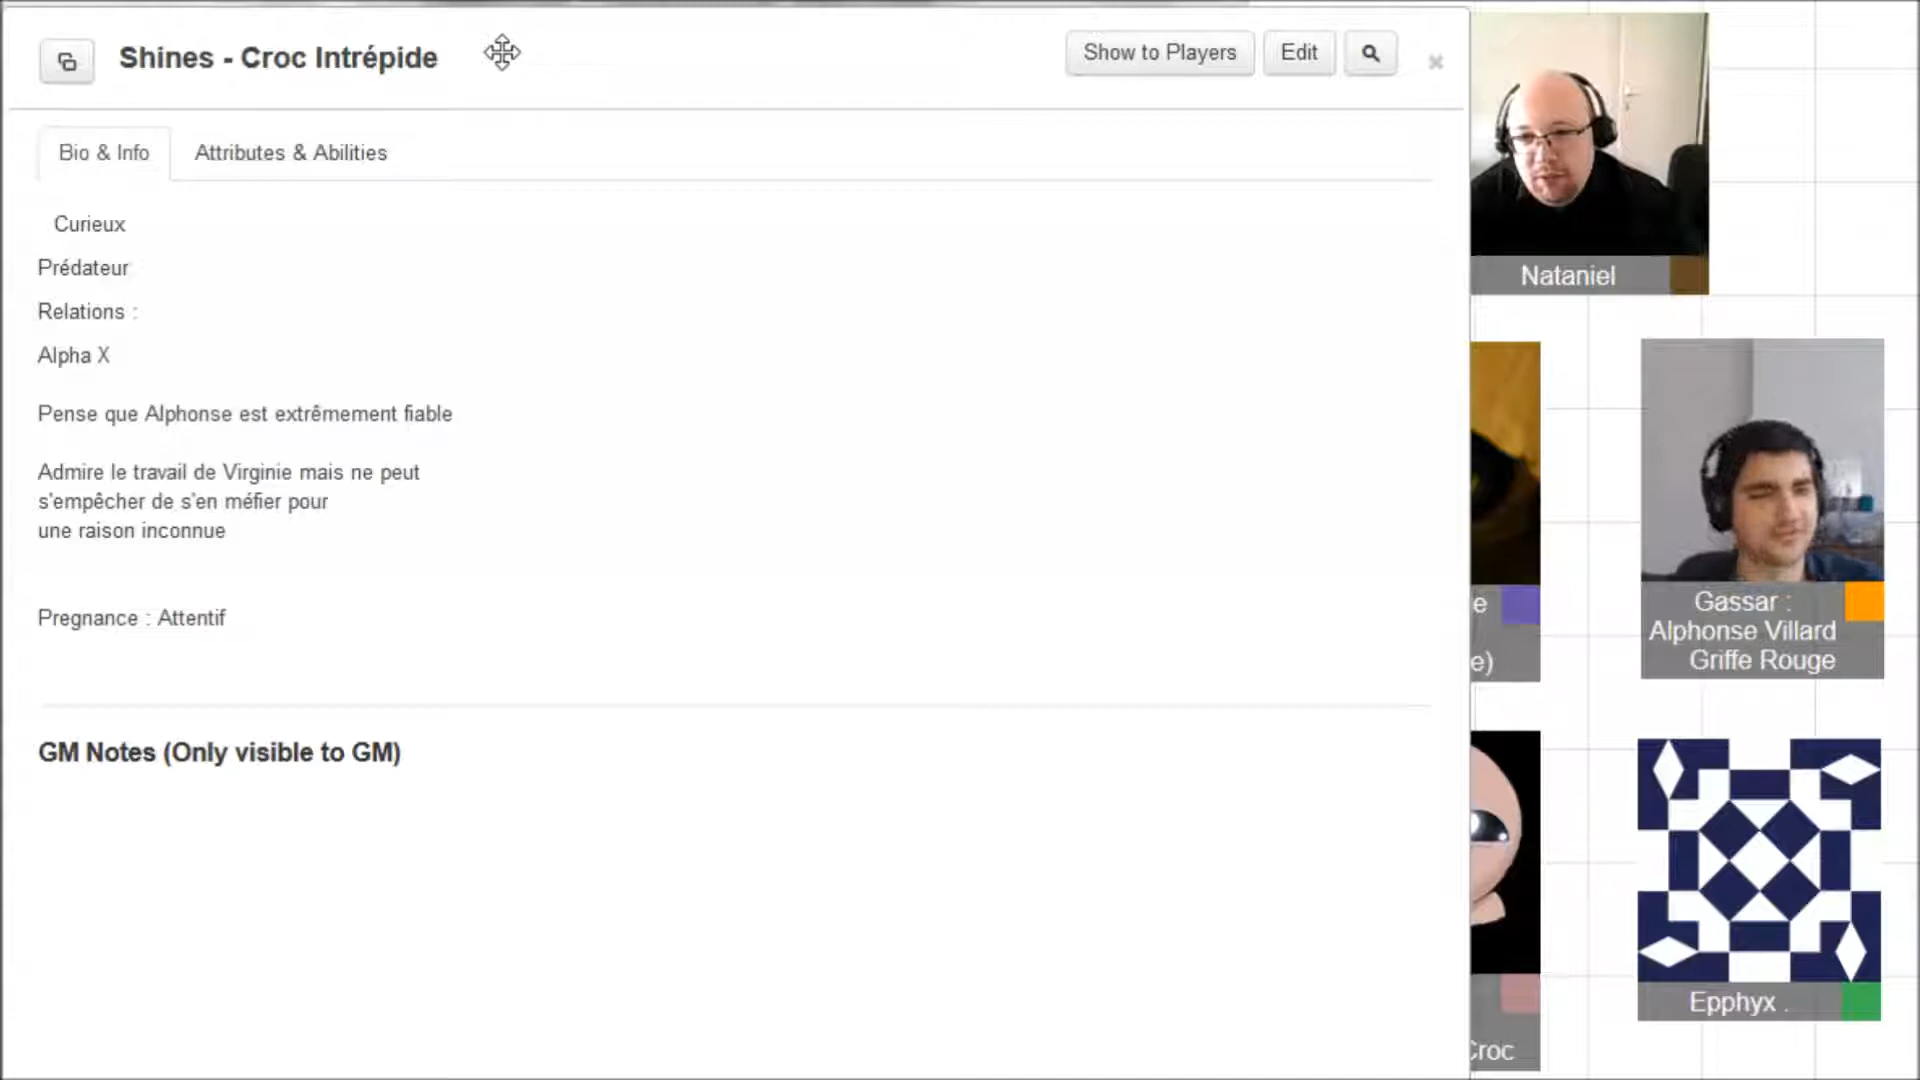 Shines - Croc Intrépide
Show to Players
Edit
Bio & Info
Attributes & Abilities
Curieux
Prédateur
Relations :
Alpha X
Pense que Alphonse est extrêmement fiable
Admire le travail de Virginie mais ne peut
s'empêcher de s'en méfier pour
une raison inconnue
Pregnance : Attentif
GM Notes (Only visible to GM)
Nataniel
e
e)
Gassar :
Alphonse Villard
Griffe Rouge
Croc
Epphyx .